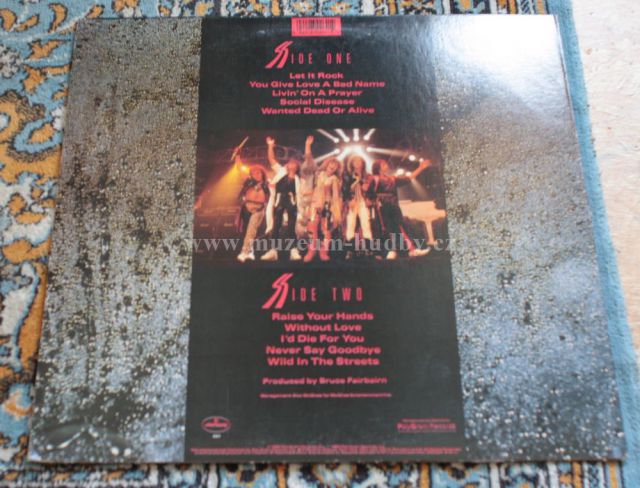 SIDE ONE
Let It Rock
You Give Love A Bad Name
Livin' On A Prayer
Social Disease
Wanted Dead Or Alive
www.muzeum-hudby.cz
SIDE TWO
Raise Your Hands
Without Love
I'd Die For You
Never Say Goodbye
Wild In The Streets
Produced by Bruce Fairbairn
PolyGram Records